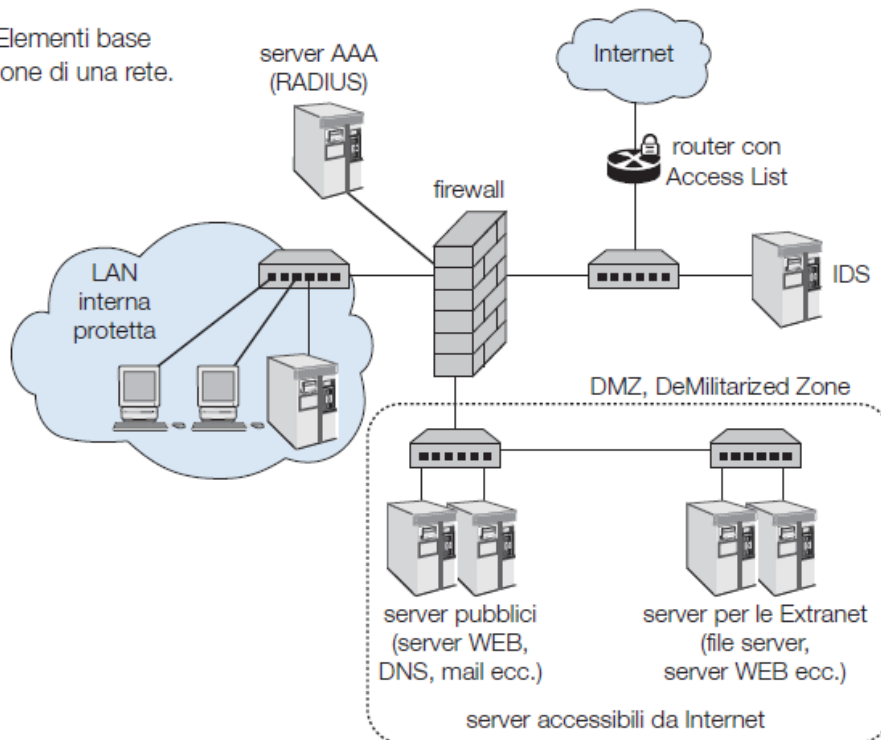 Elementi base
one di una rete.
server AAA
(RADIUS)
Internet
router con
Access List
firewall
LAN
interna
protetta
IDS
DMZ, DeMilitarized Zone
server pubblici
(server WEB,
DNS, mail ecc.)
server per le Extranet
(file server,
server WEB ecc.)
server accessibili da Internet